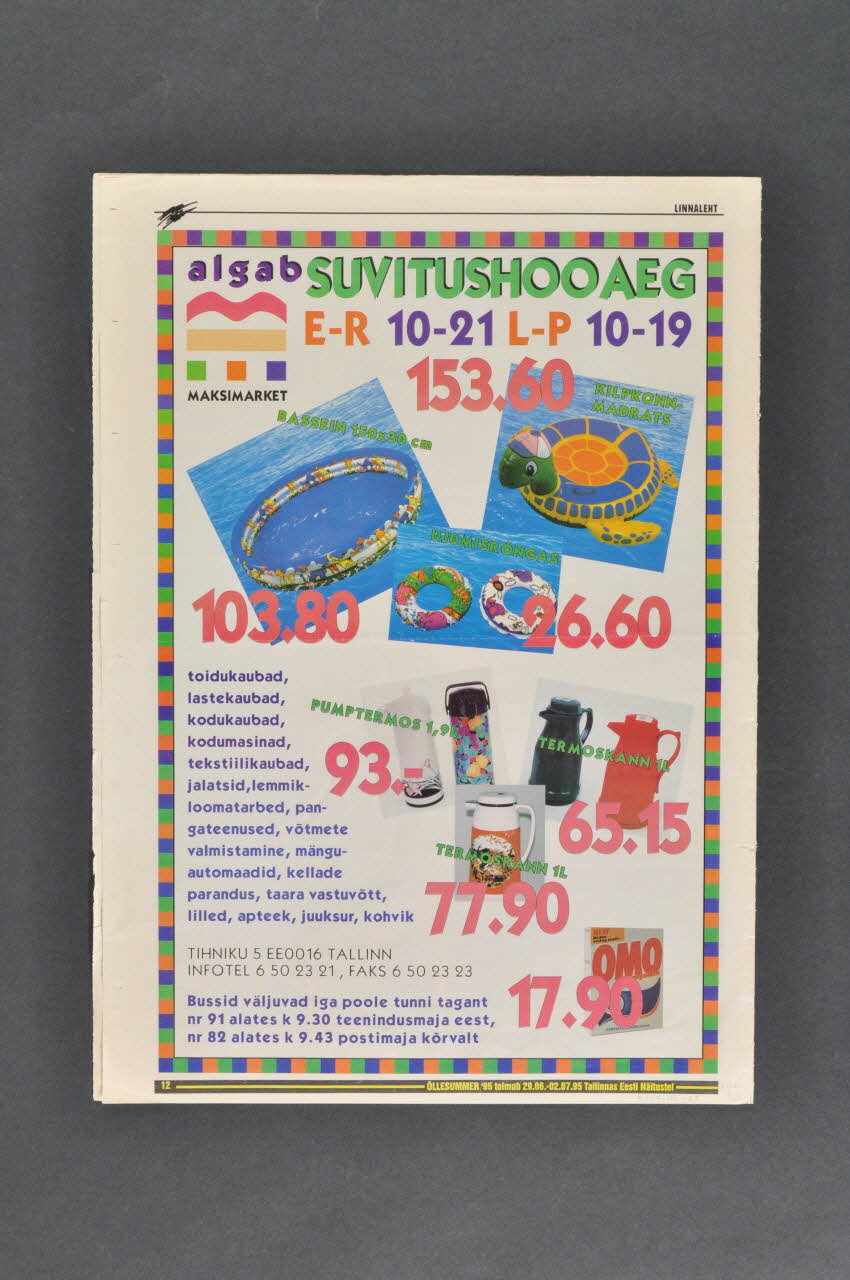 LINNALEHT
algab SUVITUSHOOAEG
E-R 10-21 L-P 10-19
MAKSIMARKET
153.60
KILPKONN-
MADRATS
BASSEIN 150x30 cm
UJUMISRÕNGAS
103.80
26.60
toidukaubad,
lastekaubad,
kodukaubad,
kodumasinad,
tekstiilikaubad,
jalatsid,lemmik-
loomatarbed, pan-
gateenused, võtmete
valmistamine, mängu-
automaadid, kellade
parandus, taara vastuvõtt,
lilled, apteek, juuksur, kohvik
PUMPTERMOS 1,9L
93.-
TERMOSKANN 1L
65.15
TERMOSKANN 1L
77.90
TIHNIKU 5 EE0016 TALLINN
INFOTEL 6 50 23 21, FAKS 6 50 23 23
NEW
OMO
17.90
Bussid väljuvad iga poole tunni tagant
nr 91 alates k 9.30 teenindusmaja eest,
nr 82 alates k 9.43 postimaja kõrvalt
12
ÕLLESUMMER '95 toimub 29.06.-02.07.95 Tallinnas Eesti Näitustel